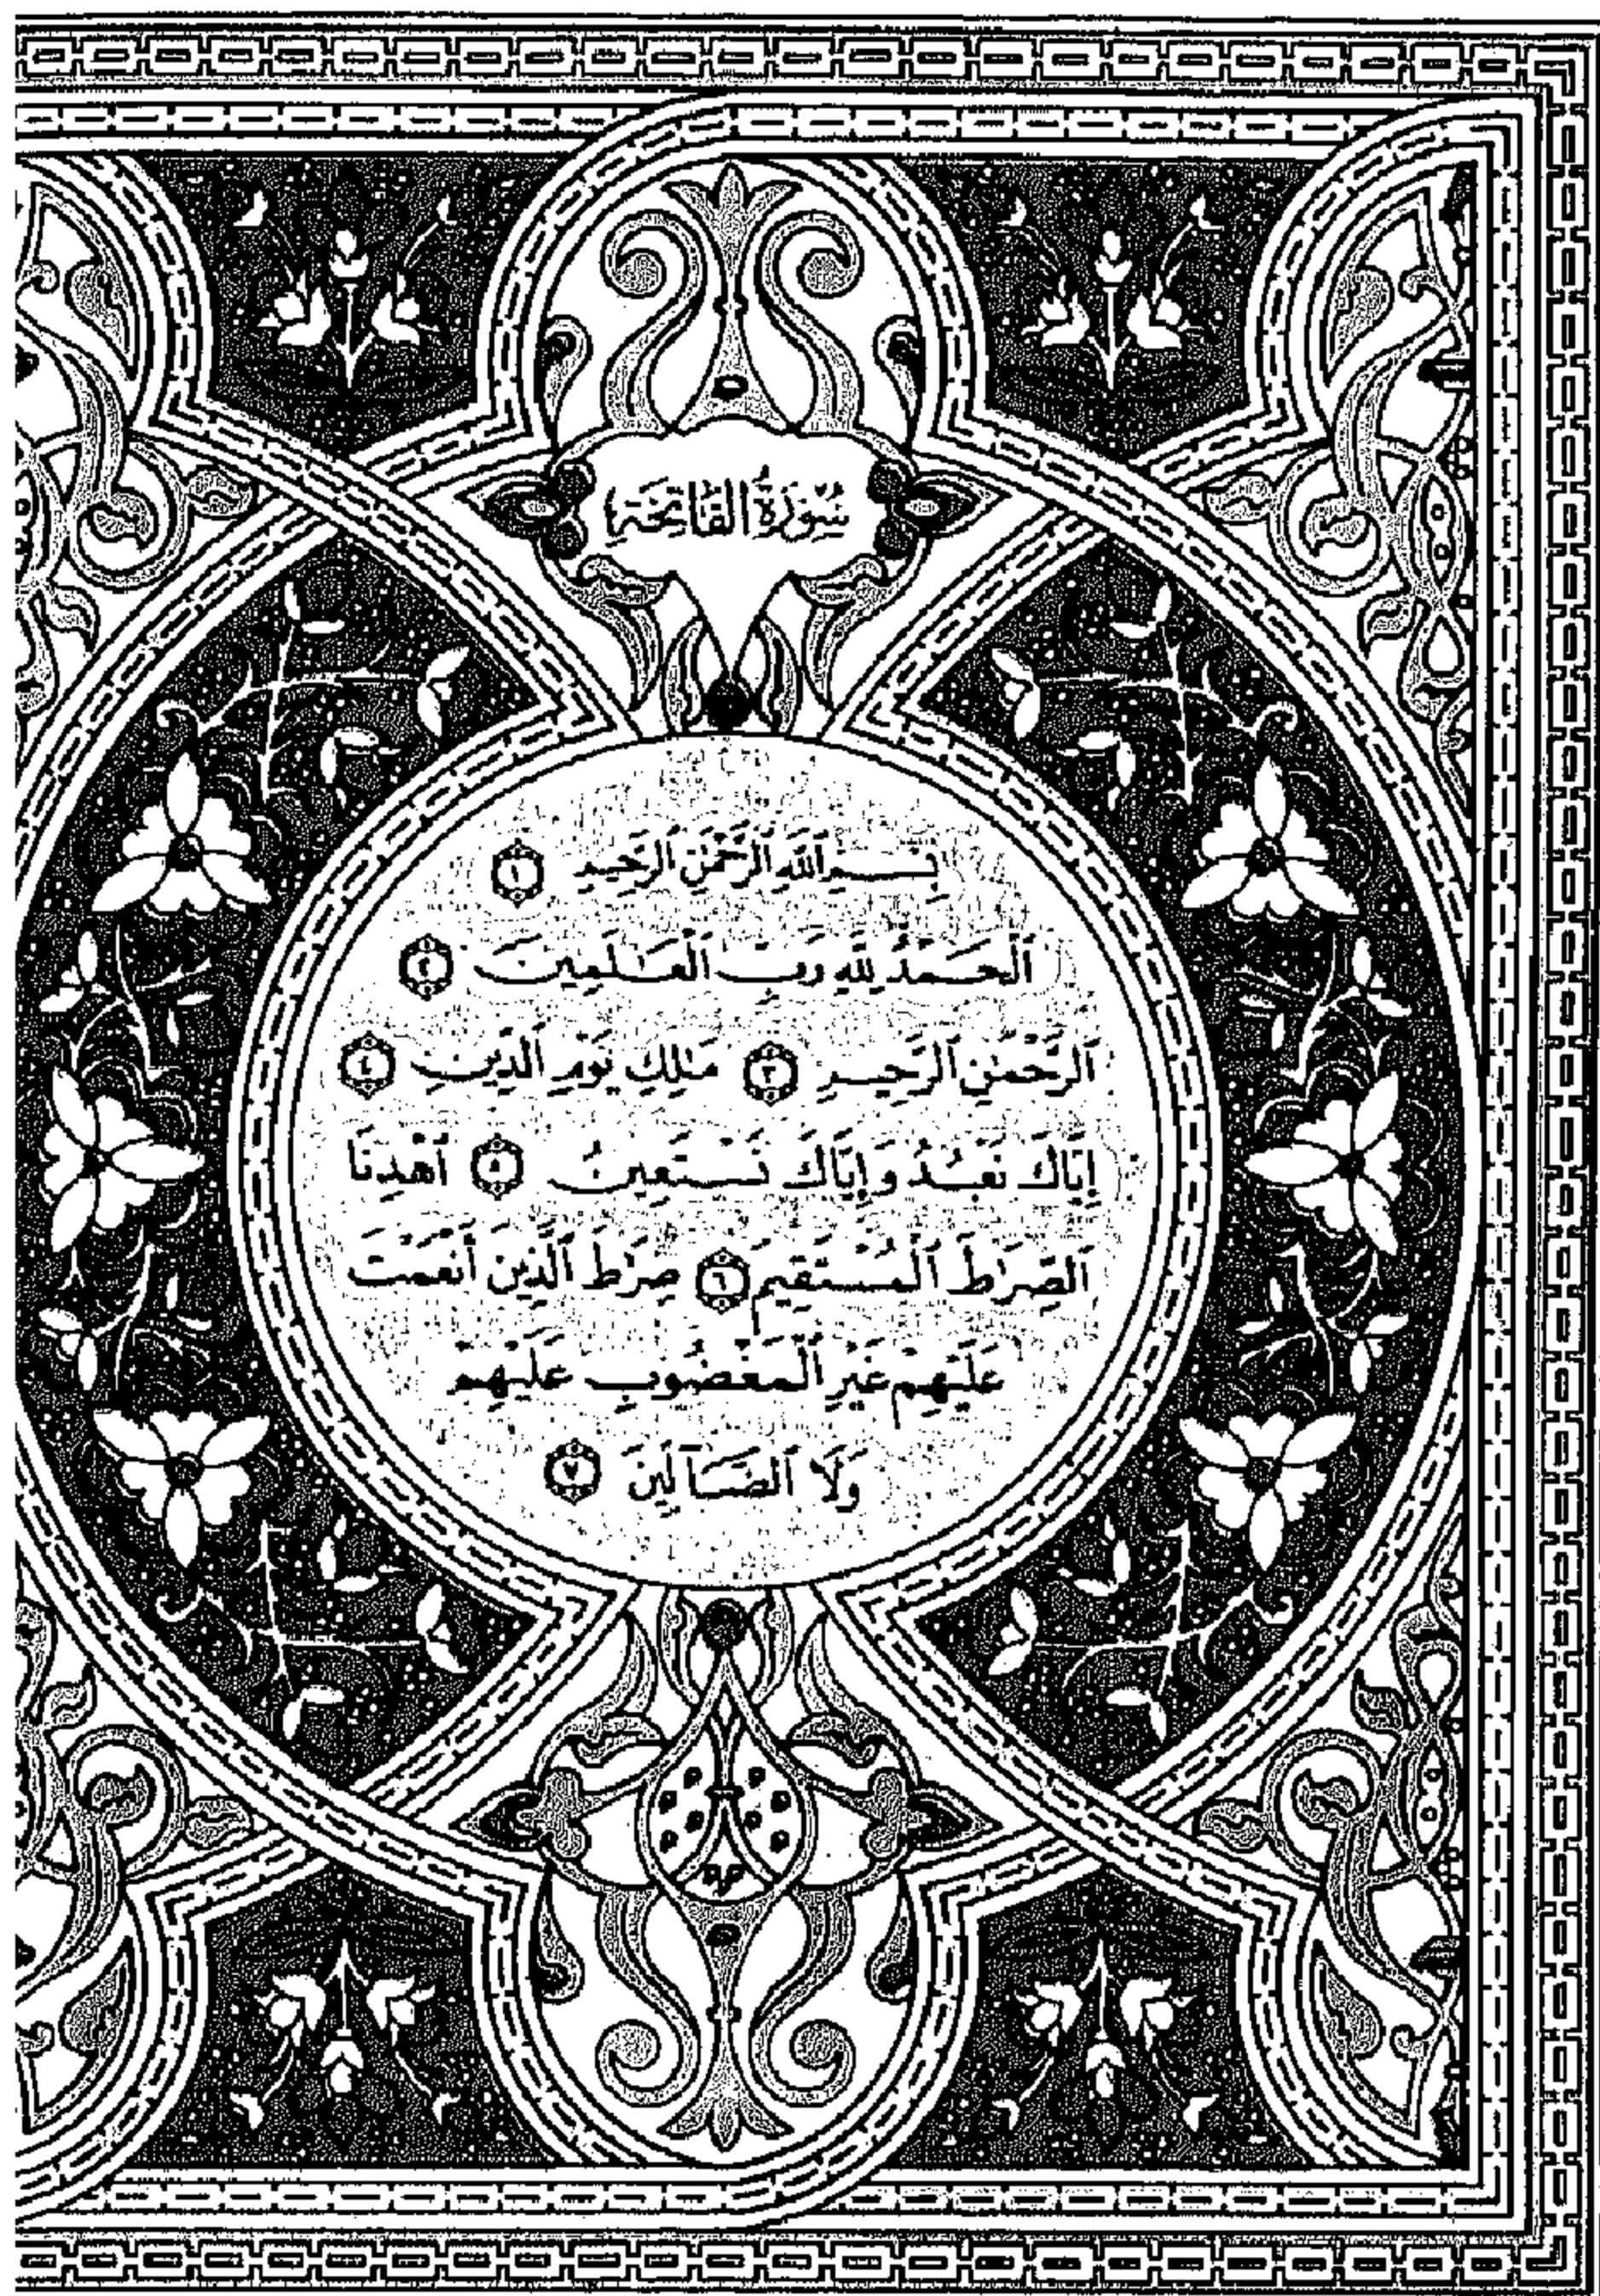 سُورَةُ الْفَاتِحَةِ
بِسْمِ ٱللَّهِ ٱلرَّحْمَٰنِ ٱلرَّحِيمِ ١
ٱلْحَمْدُ لِلَّهِ رَبِّ ٱلْعَٰلَمِينَ ٢
ٱلرَّحْمَٰنِ ٱلرَّحِيمِ ٣ مَٰلِكِ يَوْمِ ٱلدِّينِ ٤
إِيَّاكَ نَعْبُدُ وَإِيَّاكَ نَسْتَعِينُ ٥ ٱهْدِنَا
ٱلصِّرَٰطَ ٱلْمُسْتَقِيمَ ٦ صِرَٰطَ ٱلَّذِينَ أَنْعَمْتَ
عَلَيْهِمْ غَيْرِ ٱلْمَغْضُوبِ عَلَيْهِمْ
وَلَا ٱلضَّآلِّينَ ٧